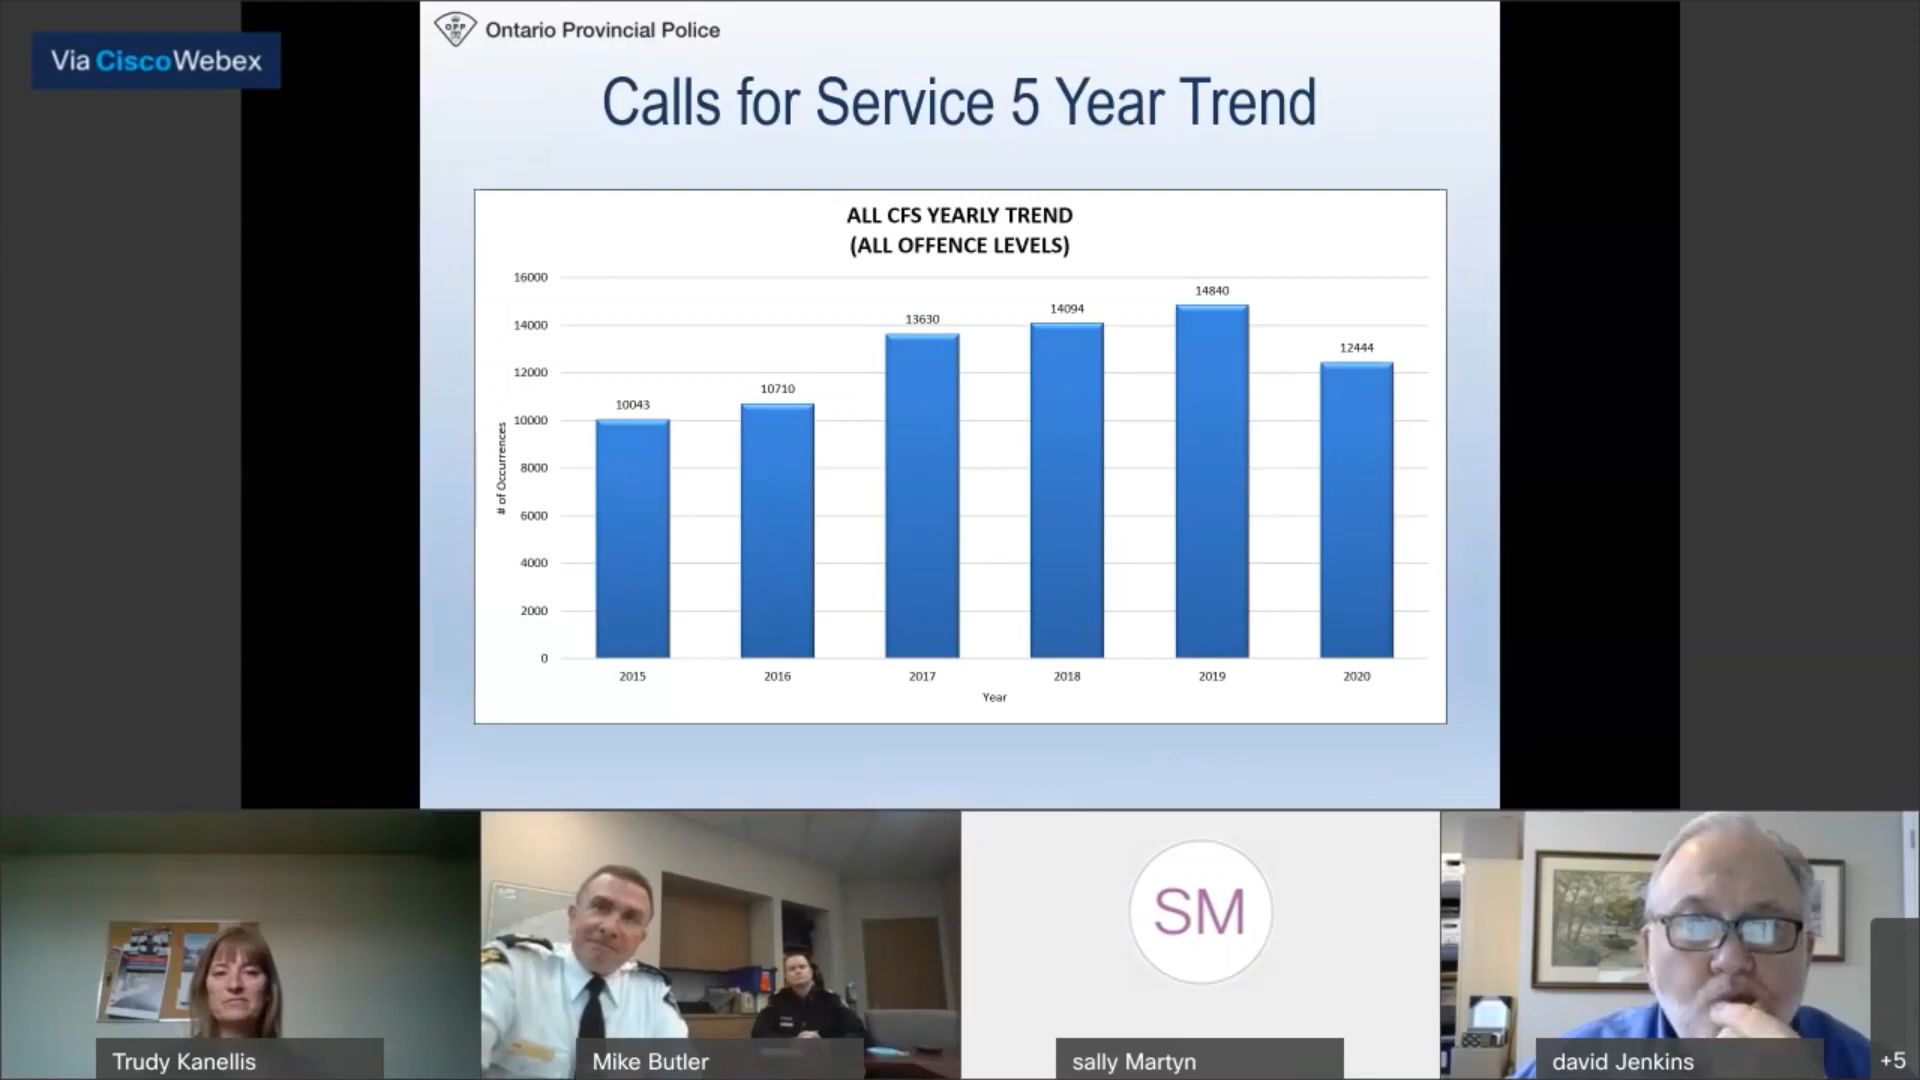 Via CiscoWebex
OPP
Ontario Provincial Police
Calls for Service 5 Year Trend
ALL CFS YEARLY TREND
(ALL OFFENCE LEVELS)
# of Occurrences
16000
14000
12000
10000
8000
6000
4000
2000
0
10043
10710
13630
14094
14840
12444
2015
2016
2017
2018
2019
2020
Year
SM
Trudy Kanellis
Mike Butler
sally Martyn
david Jenkins
+5